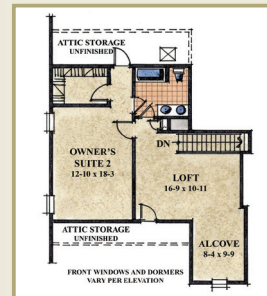 ATTIC STORAGE
UNFINISHED
OWNER'S
SUITE 2
12-10 x 18-3
DN
LOFT
16-9 x 10-11
ATTIC STORAGE
UNFINISHED
ALCOVE
8-4 x 9-9
FRONT WINDOWS AND DORMERS
VARY PER ELEVATION